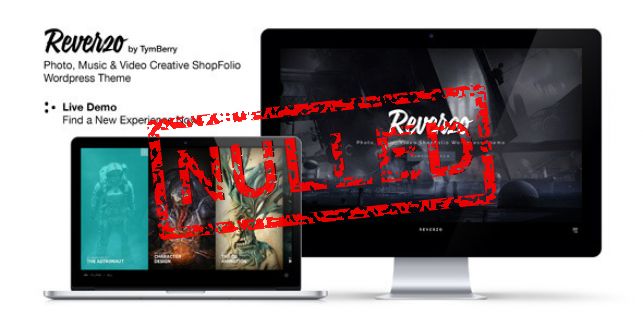 Reverzo by TymBerry
Photo, Music & Video Creative ShopFolio
Wordpress Theme
Live Demo
Find a New Experience
NULLED
Reverzo
REVERZO
THE ASTRONAUT
CHARACTER
DESIGN
ANIMATION